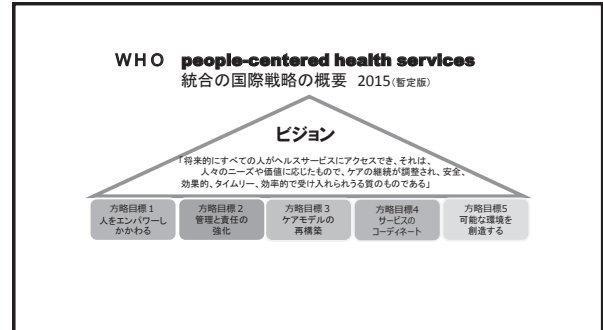 WHO people-centered health services
統合の国際戦略の概要 2015(暫定版)
ビジョン
「将来的にすべての人がヘルスサービスにアクセスでき、それは、
人々のニーズや価値に応じたもので、ケアの継続が調整され、安全、
効果的、タイムリー、効率的で受け入れられうる質のものである」
方略目標1
人をエンパワーし
かかわる
方略目標2
管理と責任の
強化
方略目標3
ケアモデルの
再構築
方略目標4
サービスの
コーディネート
方略目標5
可能な環境を
創造する